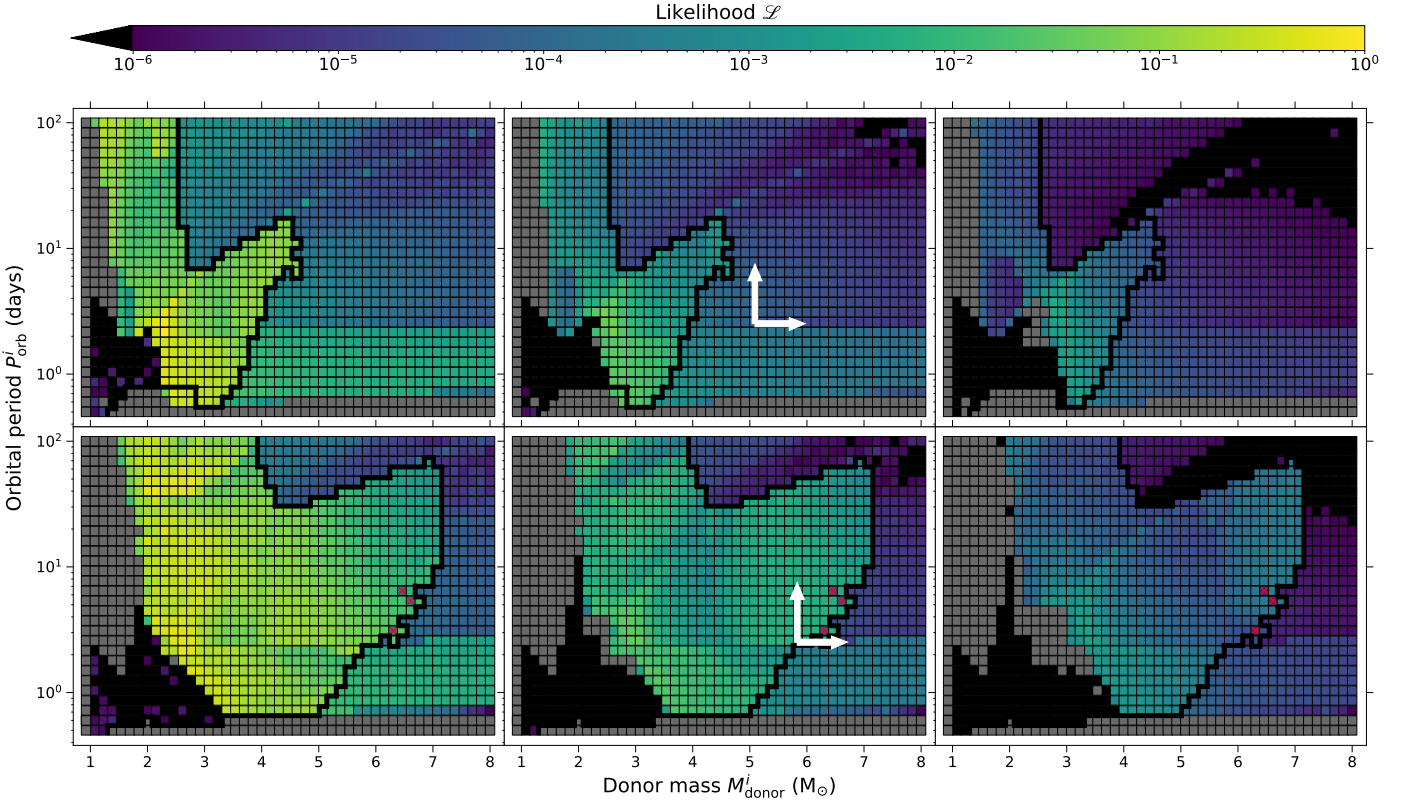 Likelihood ℒ
10⁻⁶ 10⁻⁵ 10⁻⁴ 10⁻³ 10⁻² 10⁻¹ 10⁰
10²
10¹
10⁰
10²
10¹
10⁰
Orbital period Pⁱorb (days)
1 2 3 4 5 6 7 8 1 2 3 4 5 6 7 8 1 2 3 4 5 6 7 8
Donor mass Mⁱdonor (M☉)